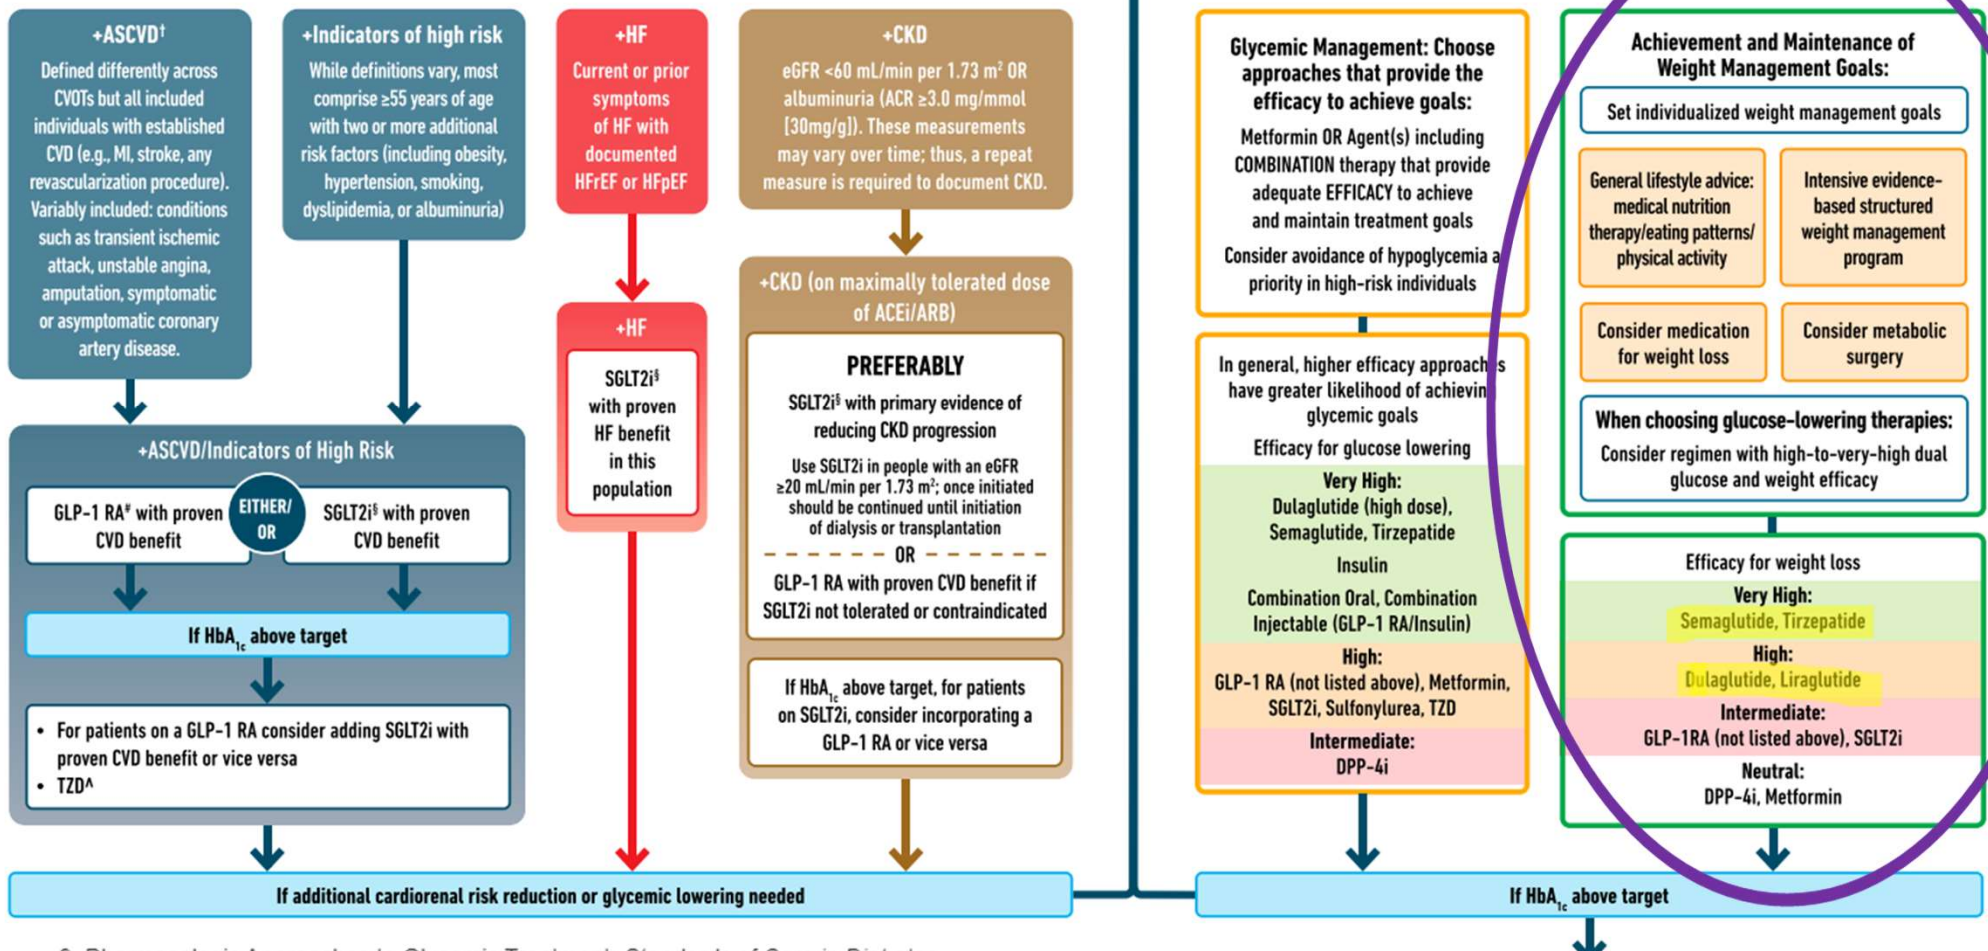 +ASCVD†
Defined differently across
CVOTs but all included
individuals with established
CVD (e.g., MI, stroke, any
revascularization procedure).
Variably included: conditions
such as transient ischemic
attack, unstable angina,
amputation, symptomatic
or asymptomatic coronary
artery disease.
+Indicators of high risk
While definitions vary, most
comprise ≥55 years of age
with two or more additional
risk factors (including obesity,
hypertension, smoking,
dyslipidemia, or albuminuria)
+ASCVD/Indicators of High Risk
GLP-1 RA# with proven
CVD benefit
EITHER/
OR
SGLT2i§ with proven
CVD benefit
If HbA1c above target
• For patients on a GLP-1 RA consider adding SGLT2i with
proven CVD benefit or vice versa
• TZD^
+HF
Current or prior
symptoms
of HF with
documented
HFrEF or HFpEF
+HF
SGLT2i§
with proven
HF benefit
in this
population
+CKD
eGFR <60 mL/min per 1.73 m² OR
albuminuria (ACR ≥3.0 mg/mmol
[30mg/g]). These measurements
may vary over time; thus, a repeat
measure is required to document CKD.
+CKD (on maximally tolerated dose
of ACEi/ARB)
PREFERABLY
SGLT2i§ with primary evidence of
reducing CKD progression
Use SGLT2i in people with an eGFR
≥20 mL/min per 1.73 m²; once initiated
should be continued until initiation
of dialysis or transplantation
OR
GLP-1 RA with proven CVD benefit if
SGLT2i not tolerated or contraindicated
If HbA1c above target, for patients
on SGLT2i, consider incorporating a
GLP-1 RA or vice versa
If additional cardiorenal risk reduction or glycemic lowering needed
Glycemic Management: Choose
approaches that provide the
efficacy to achieve goals:
Metformin OR Agent(s) including
COMBINATION therapy that provide
adequate EFFICACY to achieve
and maintain treatment goals
Consider avoidance of hypoglycemia a
priority in high-risk individuals
In general, higher efficacy approaches
have greater likelihood of achieving
glycemic goals
Efficacy for glucose lowering
Very High:
Dulaglutide (high dose),
Semaglutide, Tirzepatide
Insulin
Combination Oral, Combination
Injectable (GLP-1 RA/Insulin)
High:
GLP-1 RA (not listed above), Metformin,
SGLT2i, Sulfonylurea, TZD
Intermediate:
DPP-4i
Achievement and Maintenance of
Weight Management Goals:
Set individualized weight management goals
General lifestyle advice:
medical nutrition
therapy/eating patterns/
physical activity
Intensive evidence-
based structured
weight management
program
Consider medication
for weight loss
Consider metabolic
surgery
When choosing glucose-lowering therapies:
Consider regimen with high-to-very-high dual
glucose and weight efficacy
Efficacy for weight loss
Very High:
Semaglutide, Tirzepatide
High:
Dulaglutide, Liraglutide
Intermediate:
GLP-1RA (not listed above), SGLT2i
Neutral:
DPP-4i, Metformin
If HbA1c above target